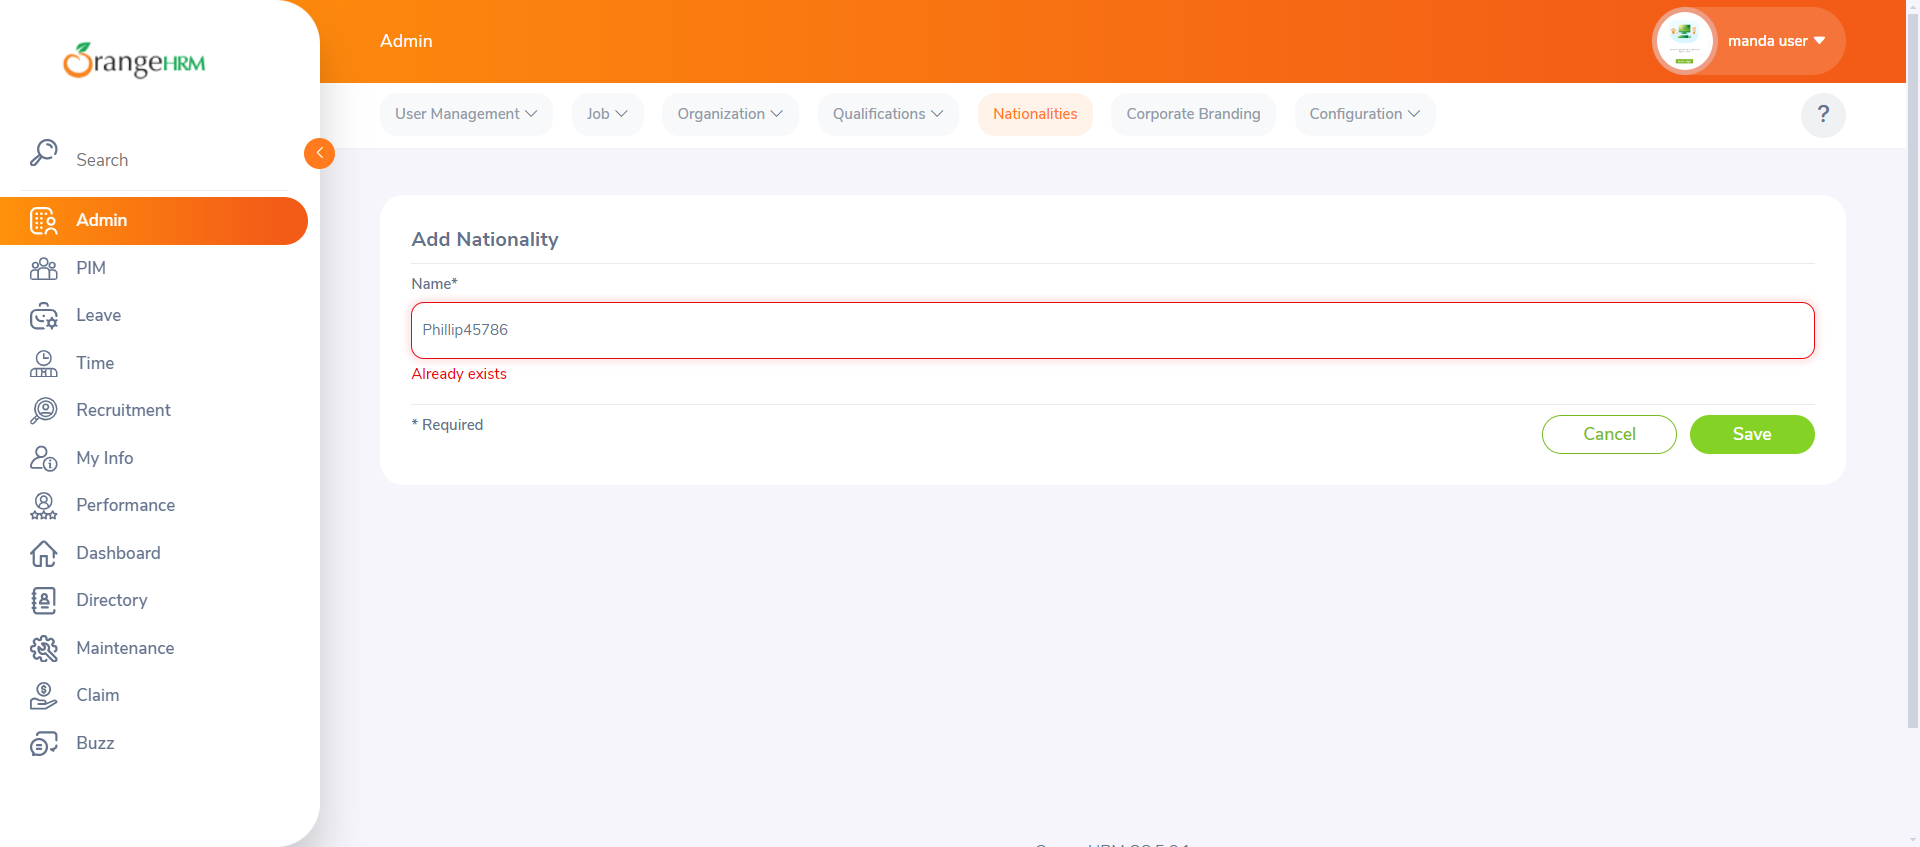 OrangeHRM
Admin
manda user
User Management
Job
Organization
Qualifications
Nationalities
Corporate Branding
Configuration
?
Search
Admin
PIM
Leave
Time
Recruitment
My Info
Performance
Dashboard
Directory
Maintenance
Claim
Buzz
Add Nationality
Name*
Phillip45786
Already exists
* Required
Cancel
Save